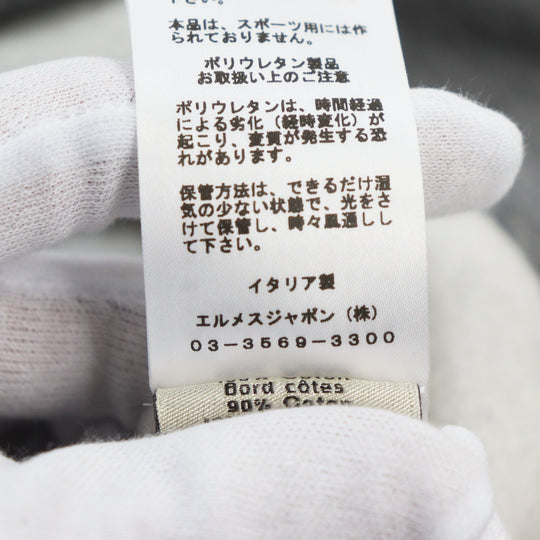 下さい。
本品は、スポーツ用には作
られておりません。
ポリウレタン製品
お取扱い上のご注意
ポリウレタンは、時間経過
による劣化（経時変化）が
起こり、変質が発生する恐
れがあります。
保管方法は、できるだけ湿
気の少ない状態で、光をさ
けて保管し、時々風通しし
て下さい。
イタリア製
エルメスジャポン（株）
03-3569-3300
Bord côtes
90% Coton